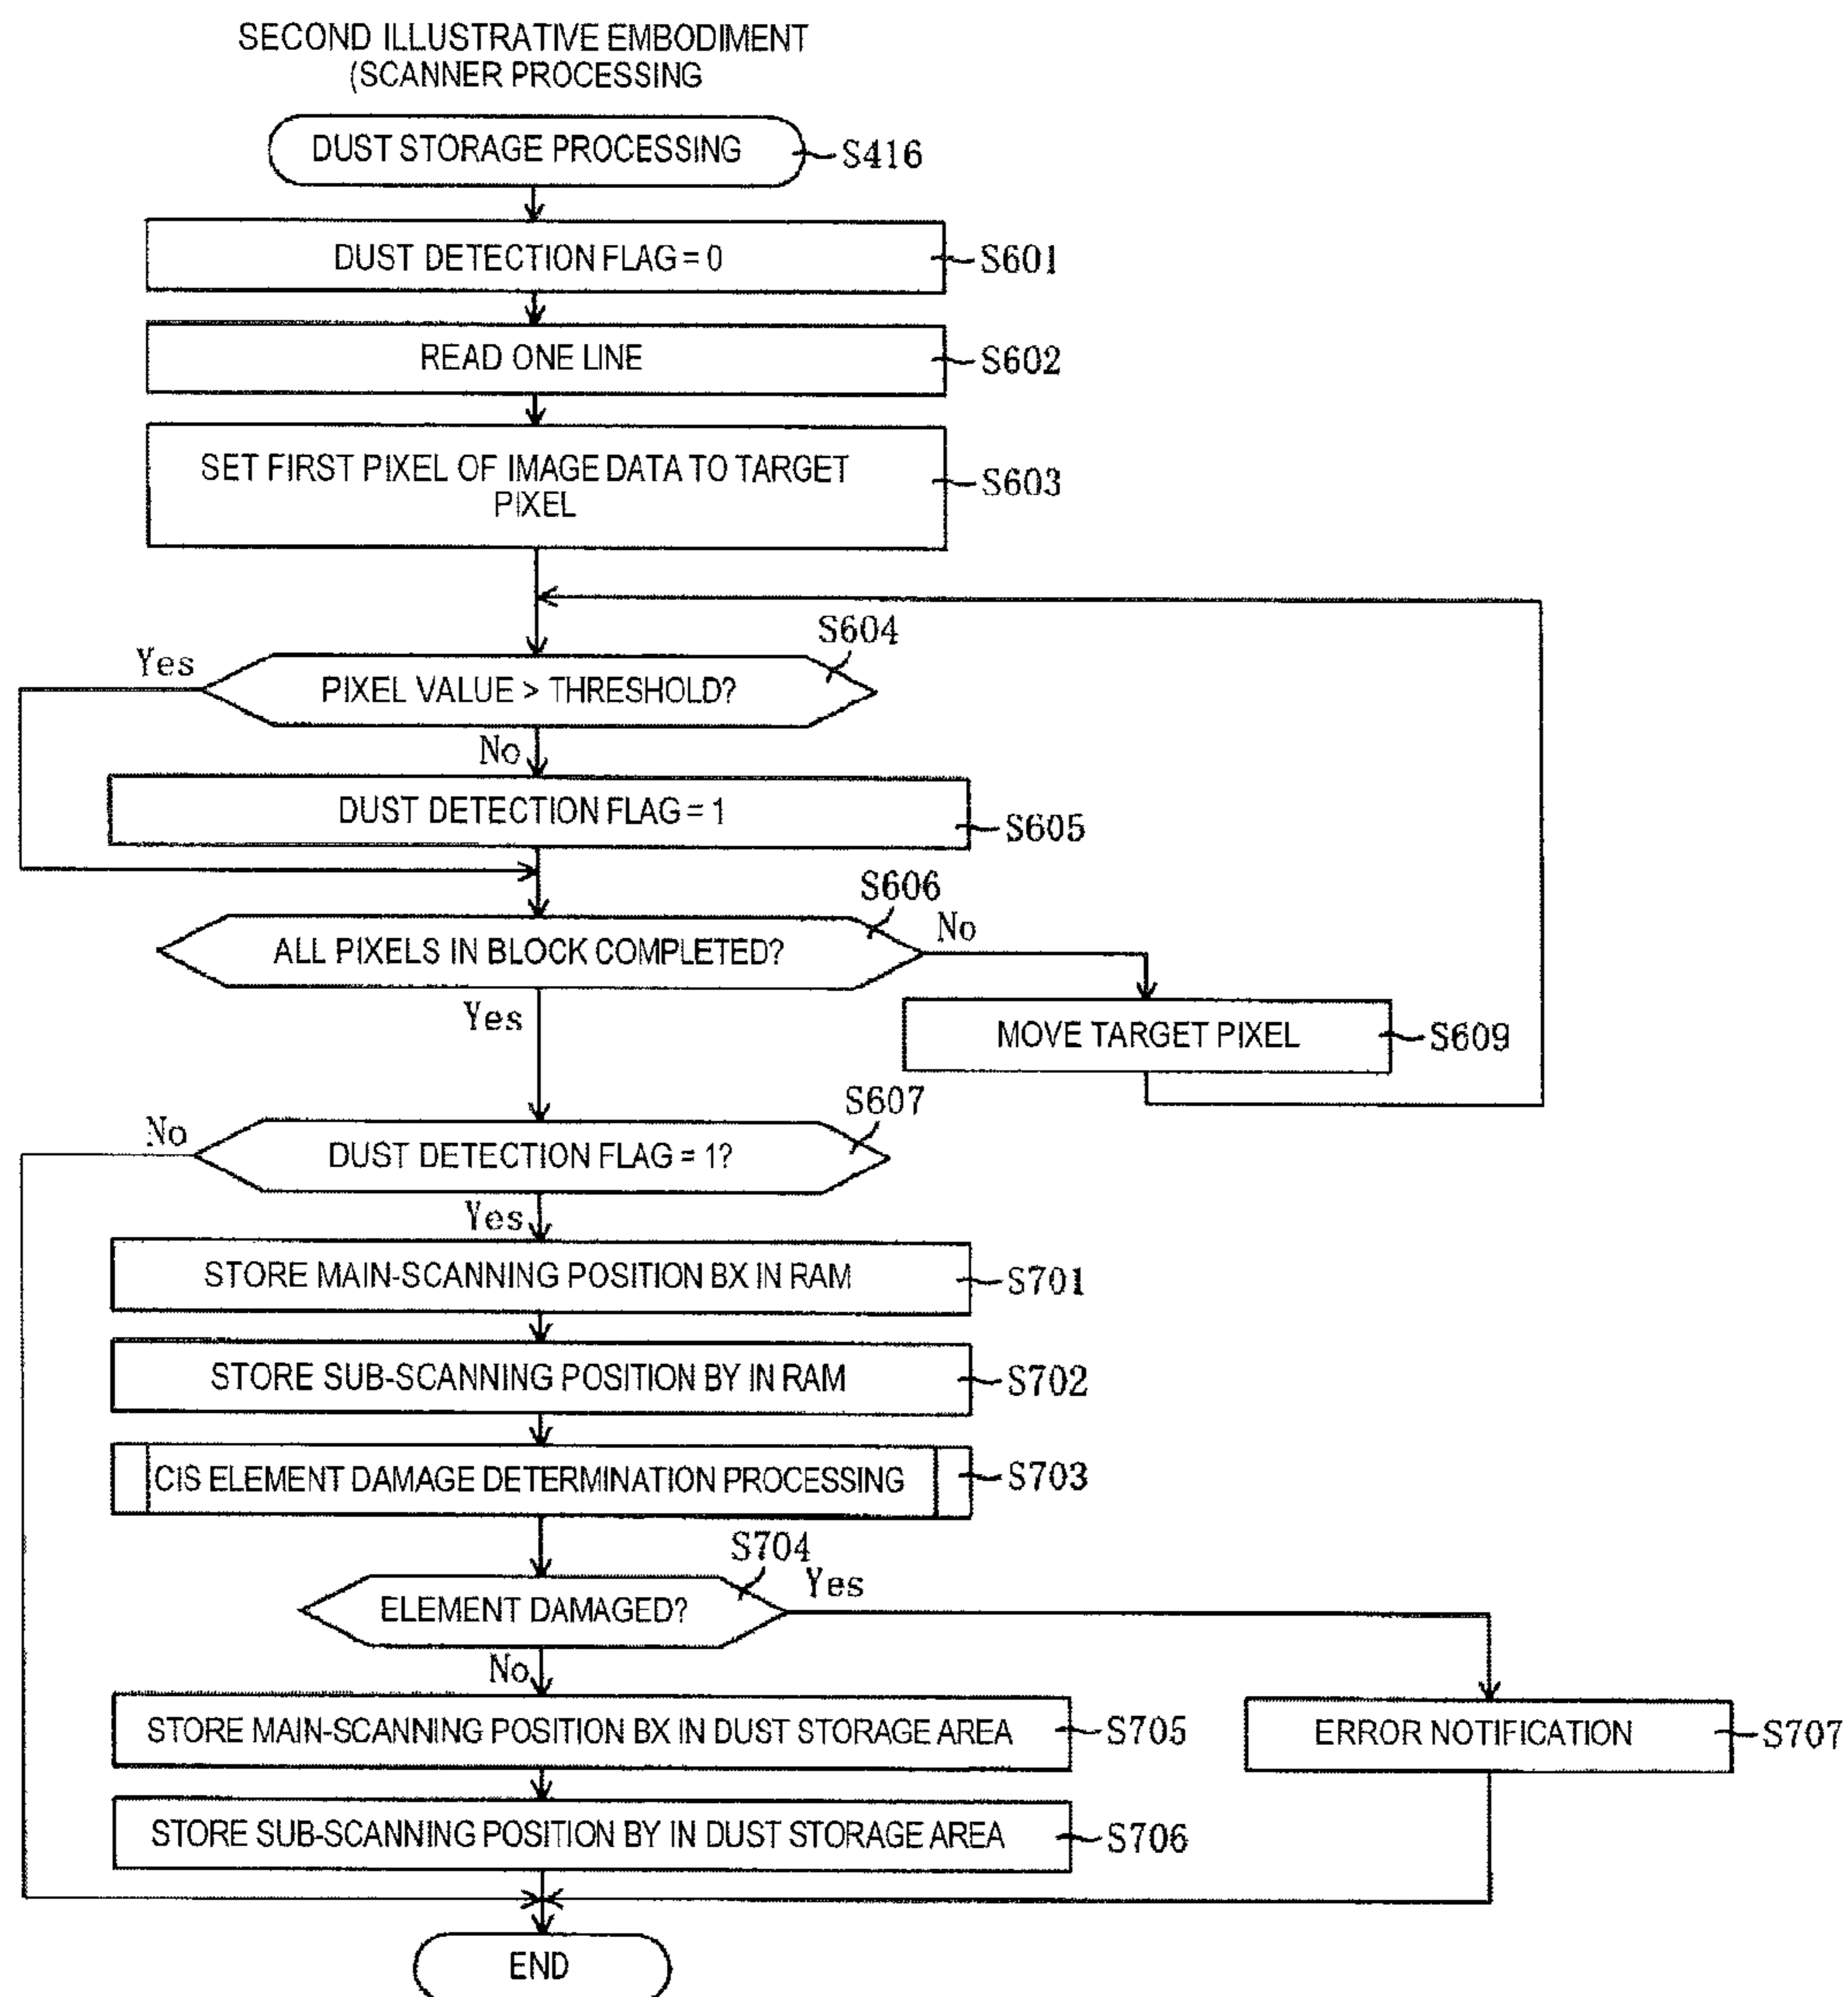 SECOND ILLUSTRATIVE EMBODIMENT
(SCANNER PROCESSING
DUST STORAGE PROCESSING
S416
DUST DETECTION FLAG = 0
S601
READ ONE LINE
S602
SET FIRST PIXEL OF IMAGE DATA TO TARGET
PIXEL
S603
S604
Yes
PIXEL VALUE > THRESHOLD?
No
DUST DETECTION FLAG = 1
S605
S606
ALL PIXELS IN BLOCK COMPLETED?
No
Yes
MOVE TARGET PIXEL
S609
S607
No
DUST DETECTION FLAG = 1?
Yes
STORE MAIN-SCANNING POSITION BX IN RAM
S701
STORE SUB-SCANNING POSITION BY IN RAM
S702
CIS ELEMENT DAMAGE DETERMINATION PROCESSING
S703
S704
ELEMENT DAMAGED?
Yes
No
STORE MAIN-SCANNING POSITION BX IN DUST STORAGE AREA
S705
ERROR NOTIFICATION
S707
STORE SUB-SCANNING POSITION BY IN DUST STORAGE AREA
S706
END